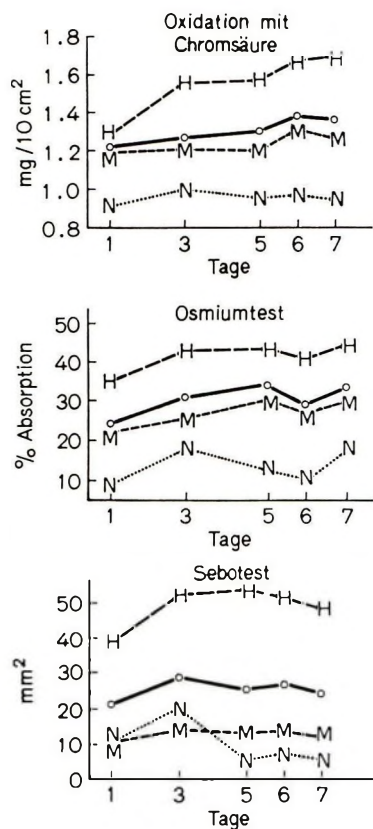 Oxidation mit
Chromsäure
mg/10 cm²
1.8
1.6
1.4
1.2
1.0
0.8
H H H H H
M M M M M
N N N N N
1 3 5 6 7
Tage
Osmiumtest
% Absorption
50
40
30
20
10
H H H H H
M M M M M
N N N N N
1 3 5 6 7
Tage
Sebotest
mm²
50
40
30
20
10
0
H H H H H
N N N N N
M M M M M
1 3 5 6 7
Tage